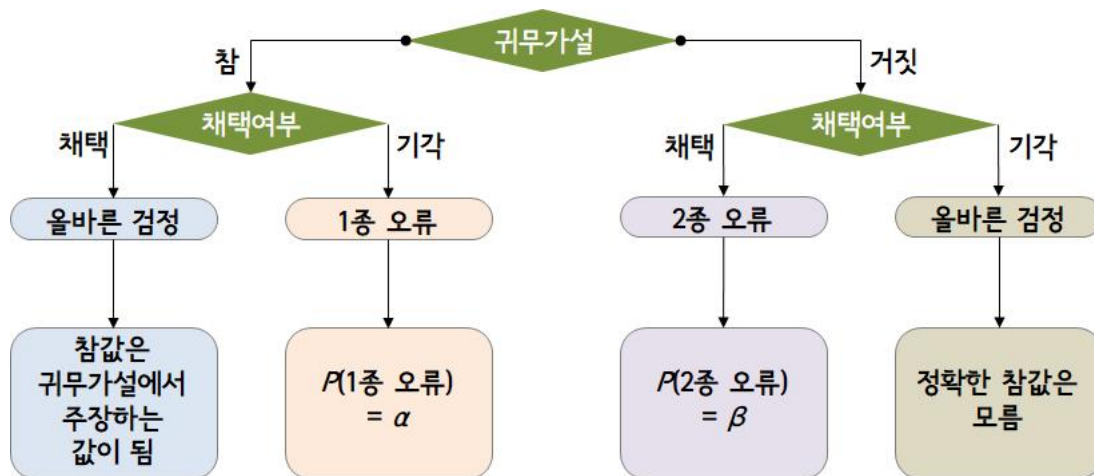 귀무가설
참
거짓
채택여부
채택여부
채택
기각
채택
기각
올바른 검정
1종 오류
2종 오류
올바른 검정
참값은
귀무가설에서
주장하는
값이 됨
P(1종 오류)
= α
P(2종 오류)
= β
정확한 참값은
모름